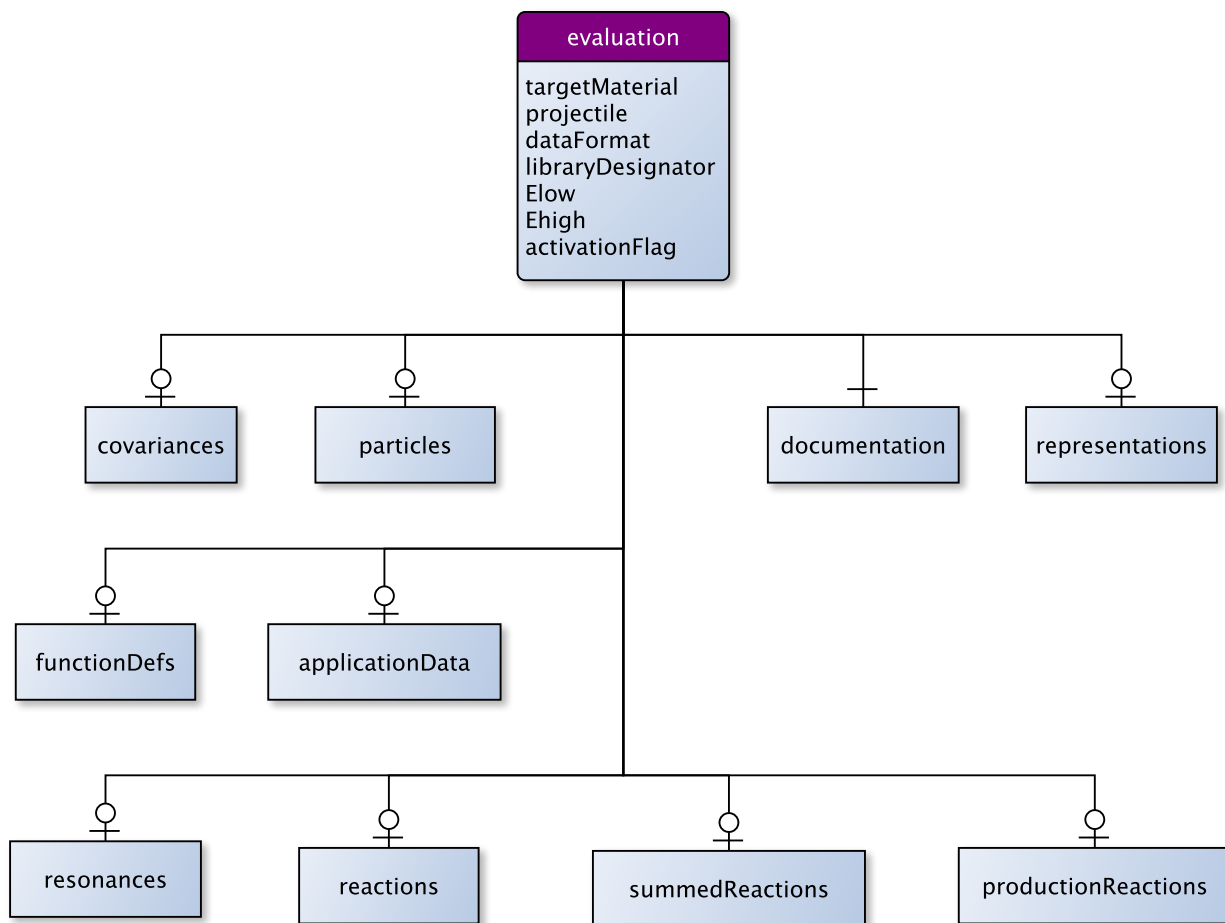 evaluation
targetMaterial
projectile
dataFormat
libraryDesignator
Elow
Ehigh
activationFlag
covariances
particles
documentation
representations
functionDefs
applicationData
resonances
reactions
summedReactions
productionReactions